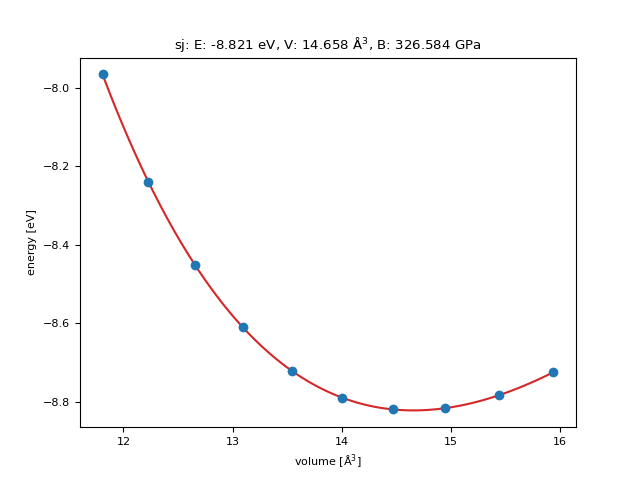 sj: E: -8.821 eV, V: 14.658 Å³, B: 326.584 GPa
−8.0
−8.2
−8.4
−8.6
−8.8
energy [eV]
12 13 14 15 16
volume [Å³]